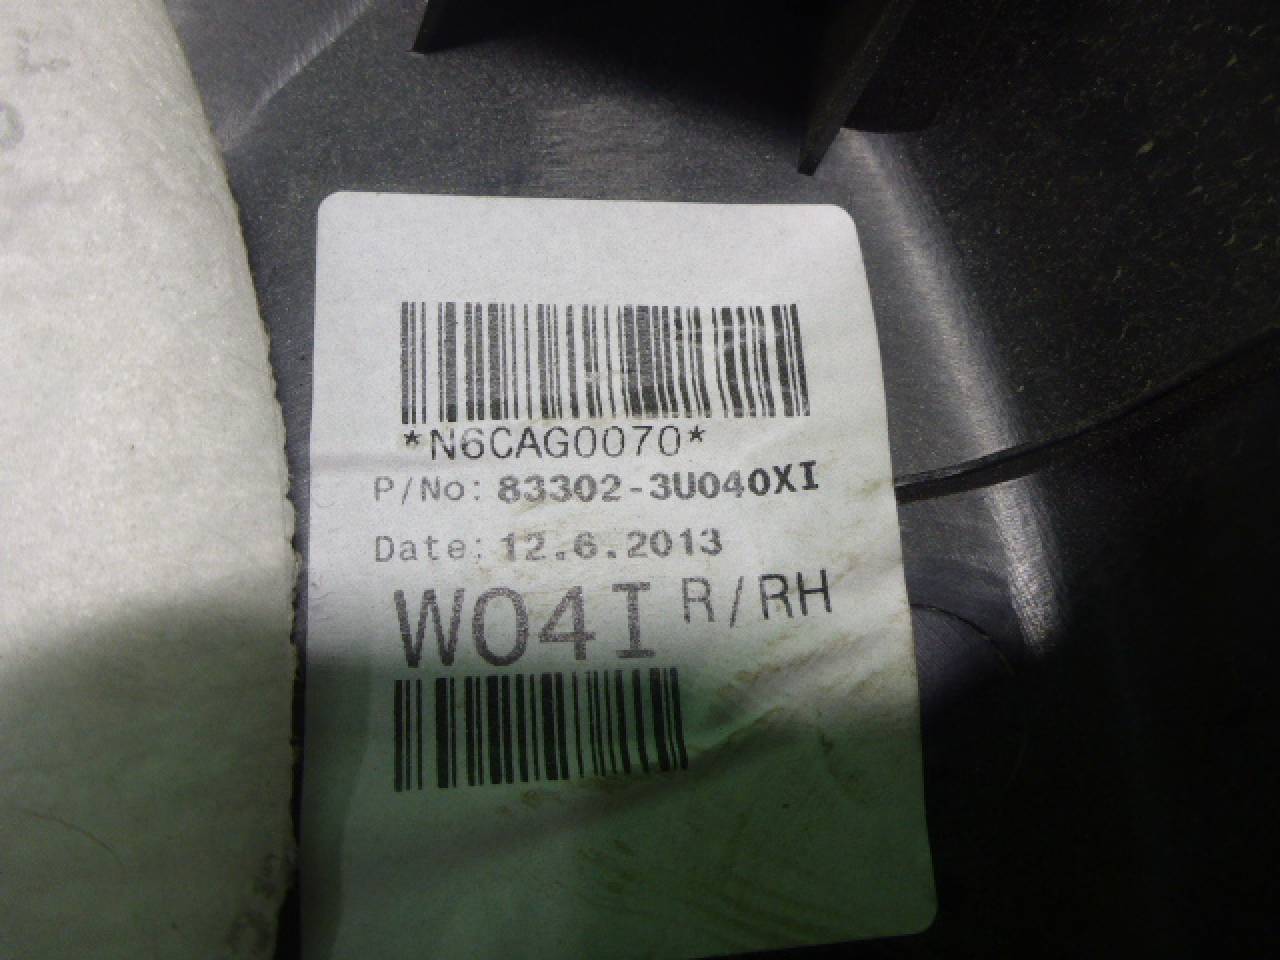 *N6CAG0070*
P/No: 83302-3U040XI
Date: 12.6.2013
W04I R/RH